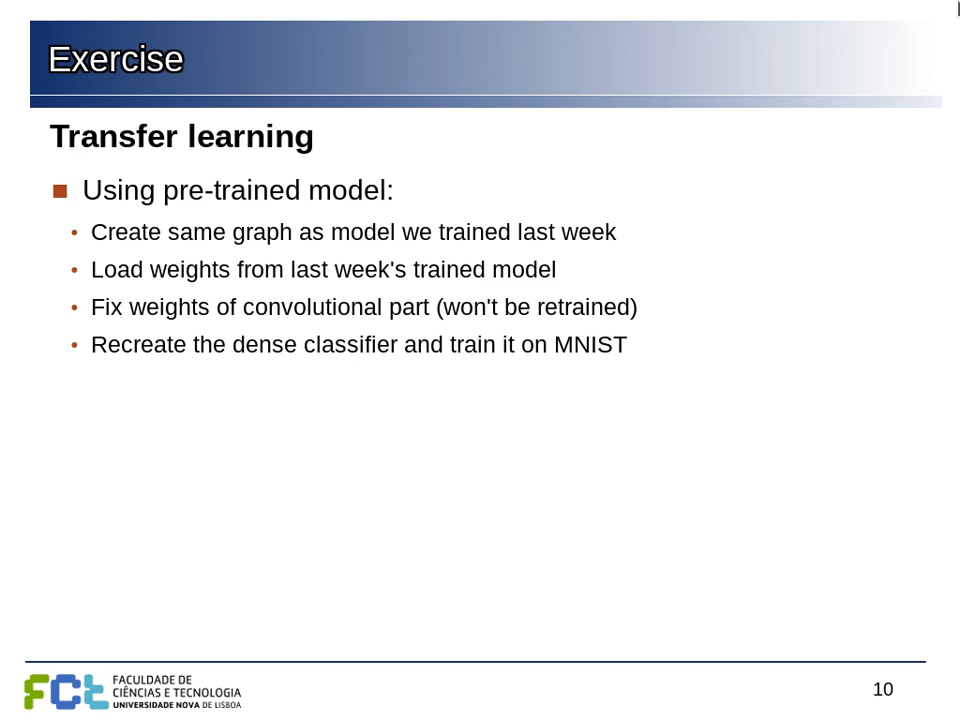 Exercise
Transfer learning
Using pre-trained model:
Create same graph as model we trained last week
Load weights from last week's trained model
Fix weights of convolutional part (won't be retrained)
Recreate the dense classifier and train it on MNIST
FCt
FACULDADE DE
CIÊNCIAS E TECNOLOGIA
UNIVERSIDADE NOVA DE LISBOA
10